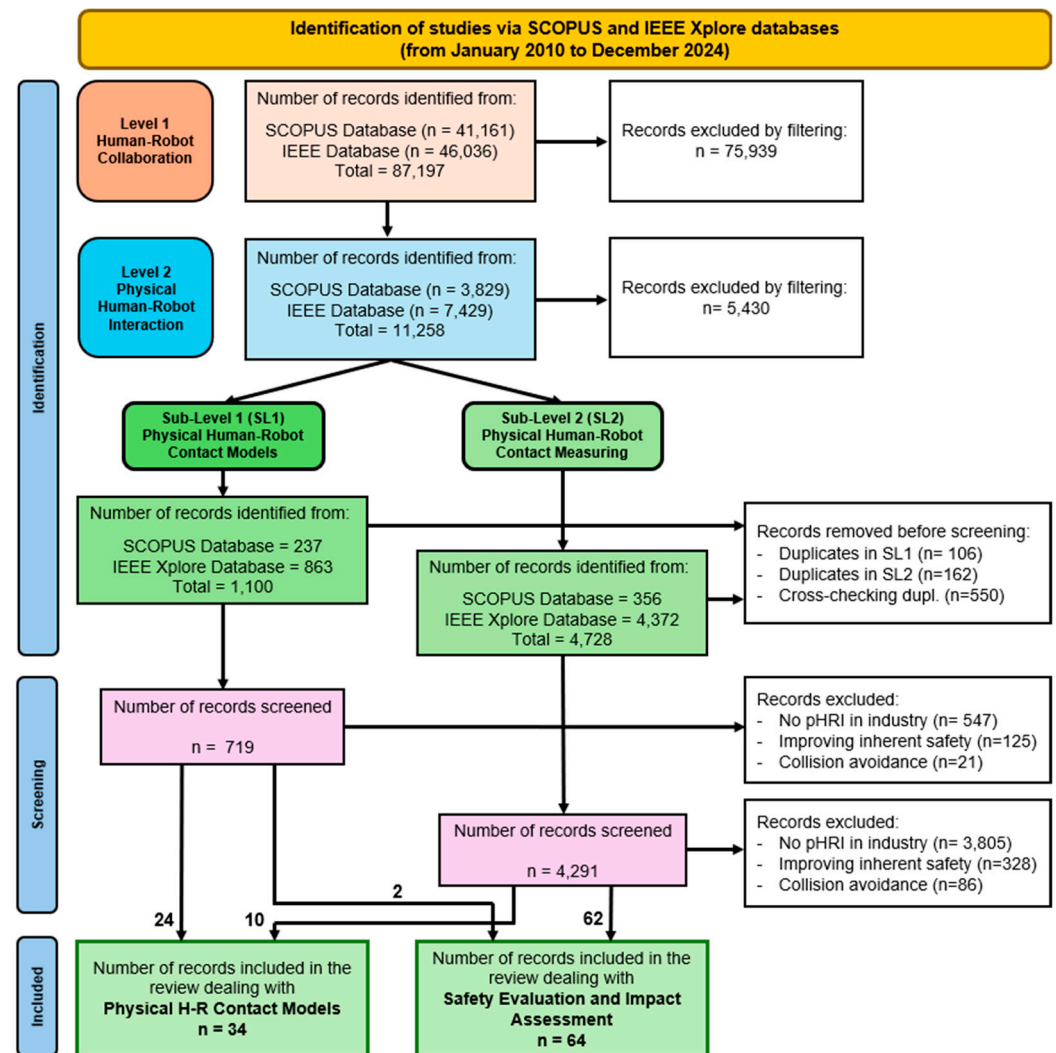 Identification of studies via SCOPUS and IEEE Xplore databases
(from January 2010 to December 2024)
Identification
Level 1
Human-Robot
Collaboration
Number of records identified from:
SCOPUS Database (n = 41,161)
IEEE Database (n = 46,036)
Total = 87,197
Records excluded by filtering:
n = 75,939
Level 2
Physical
Human-Robot
Interaction
Number of records identified from:
SCOPUS Database (n = 3,829)
IEEE Database (n = 7,429)
Total = 11,258
Records excluded by filtering:
n= 5,430
Sub-Level 1 (SL1)
Physical Human-Robot
Contact Models
Sub-Level 2 (SL2)
Physical Human-Robot
Contact Measuring
Number of records identified from:
SCOPUS Database = 237
IEEE Xplore Database = 863
Total = 1,100
Number of records identified from:
SCOPUS Database = 356
IEEE Xplore Database = 4,372
Total = 4,728
Records removed before screening:
- Duplicates in SL1 (n= 106)
- Duplicates in SL2 (n=162)
- Cross-checking dupl. (n=550)
Screening
Number of records screened
n = 719
Records excluded:
- No pHRI in industry (n= 547)
- Improving inherent safety (n=125)
- Collision avoidance (n=21)
Number of records screened
n = 4,291
Records excluded:
- No pHRI in industry (n= 3,805)
- Improving inherent safety (n=328)
- Collision avoidance (n=86)
24
10
2
62
Included
Number of records included in the
review dealing with
Physical H-R Contact Models
n = 34
Number of records included in the
review dealing with
Safety Evaluation and Impact
Assessment
n = 64